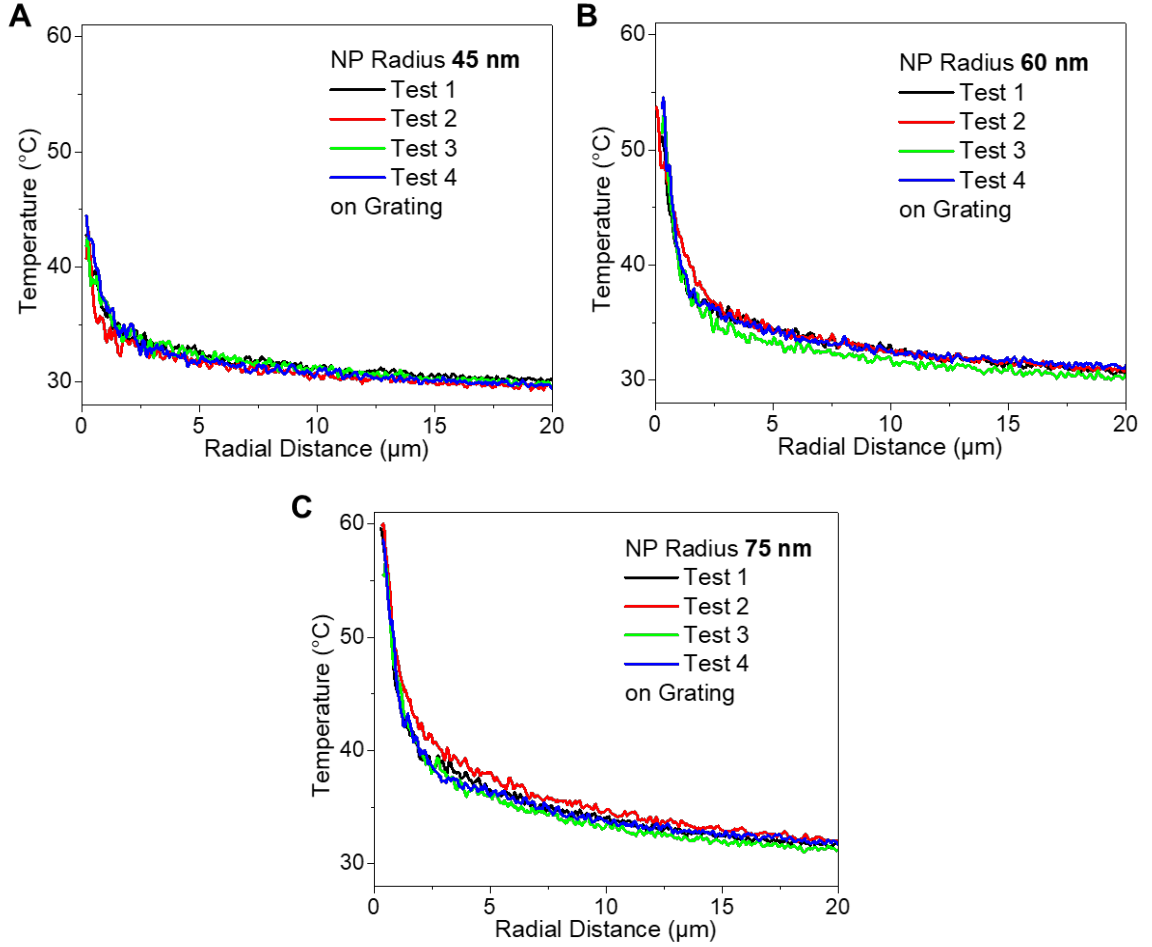 A
60
50
40
30
Temperature (°C)
NP Radius 45 nm
Test 1
Test 2
Test 3
Test 4
on Grating
0 5 10 15 20
Radial Distance (µm)
B
60
50
40
30
Temperature (°C)
NP Radius 60 nm
Test 1
Test 2
Test 3
Test 4
on Grating
0 5 10 15 20
Radial Distance (µm)
C
60
50
40
30
Temperature (°C)
NP Radius 75 nm
Test 1
Test 2
Test 3
Test 4
on Grating
0 5 10 15 20
Radial Distance (µm)